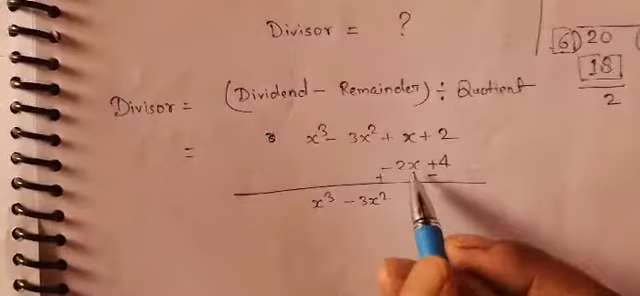 Divisor = ?
6) 20
18
2
Divisor = (Dividend - Remainder) ÷ Quotient
= x³ - 3x² + x + 2
- 2x + 4
+ -
x³ - 3x²